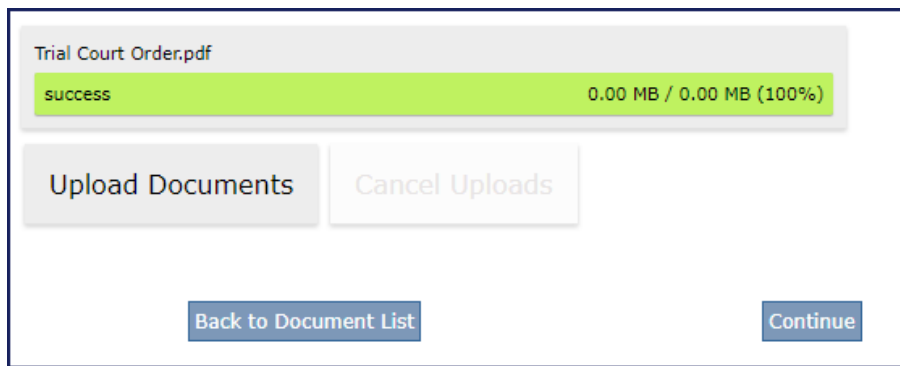 Trial Court Order.pdf
success 0.00 MB / 0.00 MB (100%)
Upload Documents Cancel Uploads
Back to Document List Continue